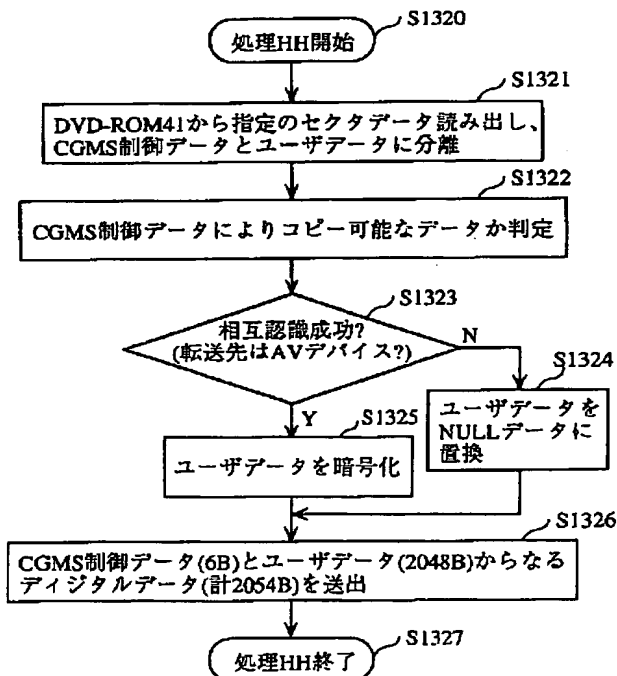 S1320
処理HH開始
S1321
DVD-ROM41から指定のセクタデータ読み出し、
CGMS制御データとユーザデータに分離
S1322
CGMS制御データによりコピー可能なデータか判定
S1323
相互認識成功?
(転送先はAVデバイス?)
N
S1324
ユーザデータを
NULLデータに
置換
Y
S1325
ユーザデータを暗号化
S1326
CGMS制御データ(6B)とユーザデータ(2048B)からなる
ディジタルデータ(計2054B)を送出
S1327
処理HH終了